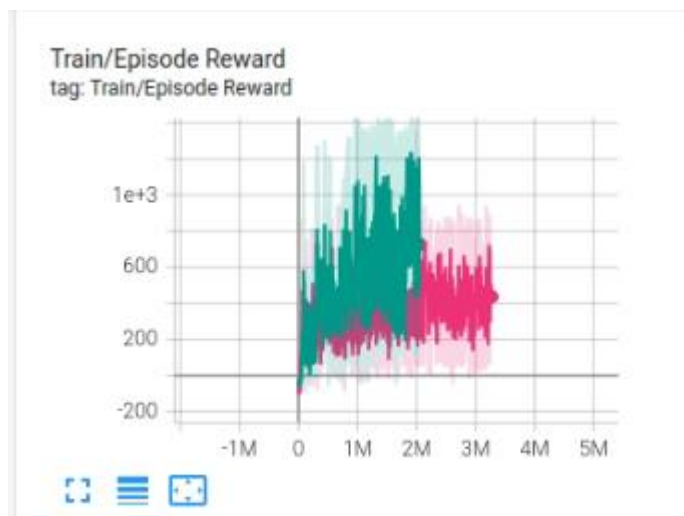 Train/Episode Reward
tag: Train/Episode Reward
1e+3
600
200
-200
-1M 0 1M 2M 3M 4M 5M